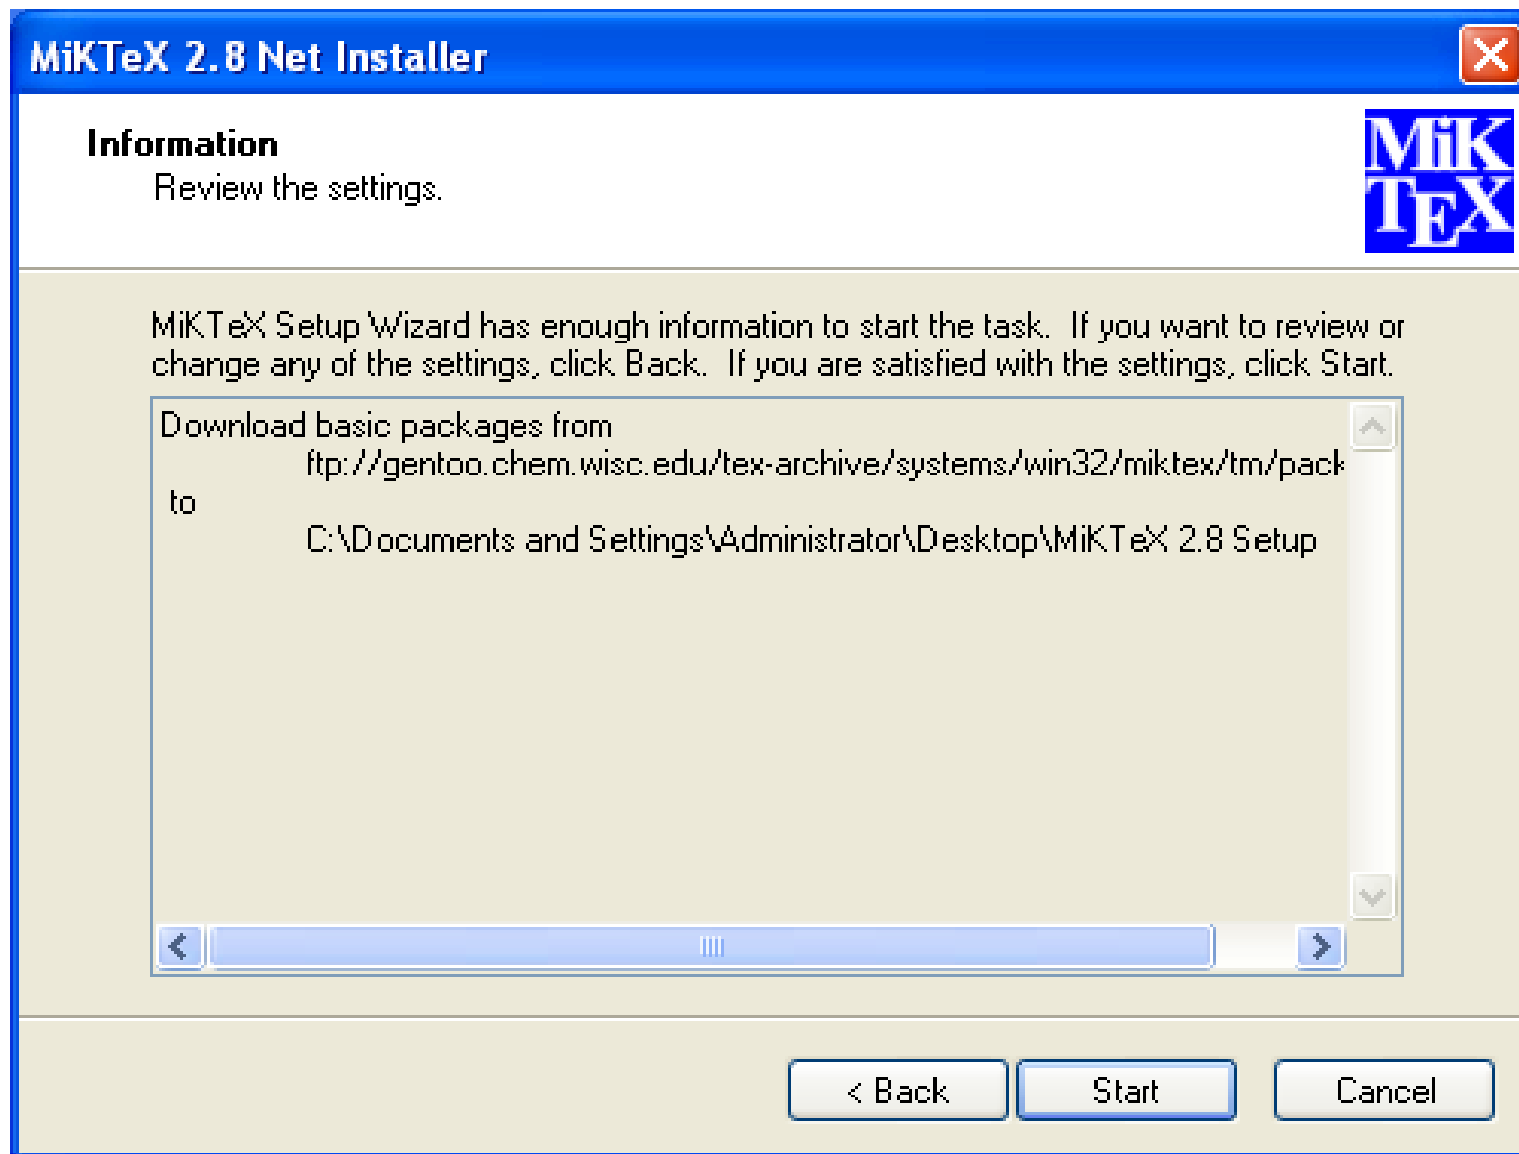 MiKTeX 2.8 Net Installer
Information
Review the settings.
MiK
TEX
MiKTeX Setup Wizard has enough information to start the task. If you want to review or
change any of the settings, click Back. If you are satisfied with the settings, click Start.
Download basic packages from
ftp://gentoo.chem.wisc.edu/tex-archive/systems/win32/miktex/tm/pack
to
C:\Documents and Settings\Administrator\Desktop\MiKTeX 2.8 Setup
< Back
Start
Cancel